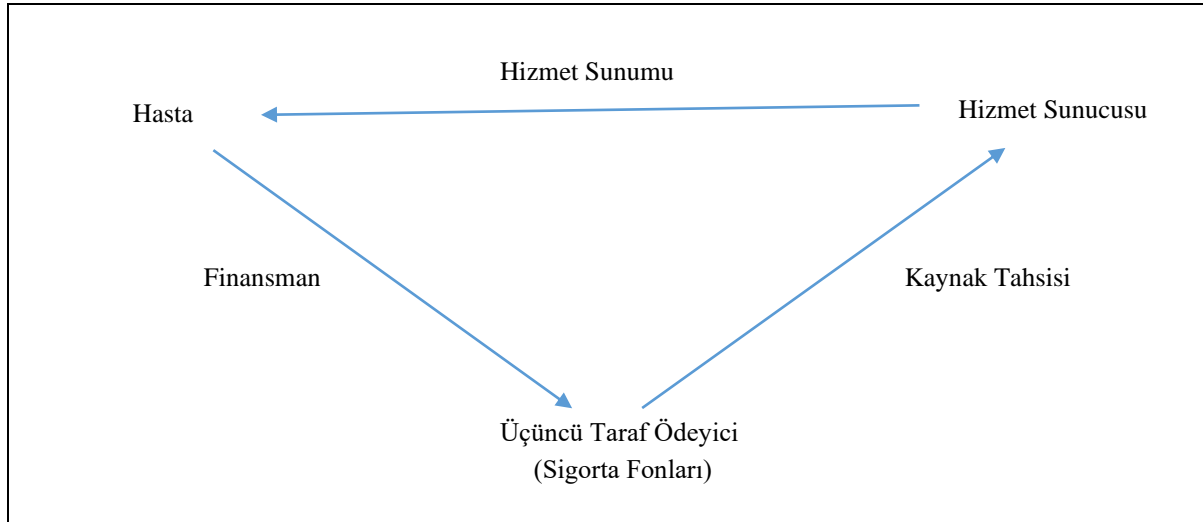 Hizmet Sunumu
Hasta
Hizmet Sunucusu
Finansman
Kaynak Tahsisi
Üçüncü Taraf Ödeyici
(Sigorta Fonları)